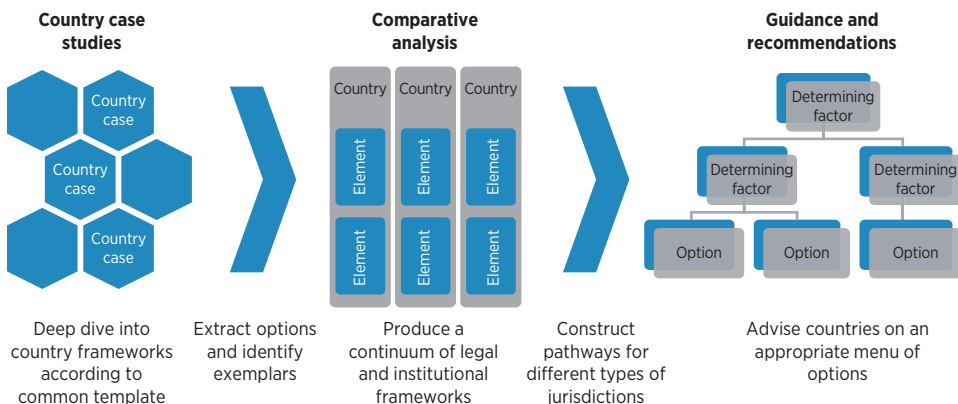 Country case
studies
Comparative
analysis
Guidance and
recommendations
Country
case
Country
case
Country
case
Country
Country
Country
Element
Element
Element
Element
Element
Element
Determining
factor
Determining
factor
Determining
factor
Option
Option
Option
Deep dive into
country frameworks
according to
common template
Extract options
and identify
exemplars
Produce a
continuum of legal
and institutional
frameworks
Construct
pathways for
different types of
jurisdictions
Advise countries on an
appropriate menu of
options